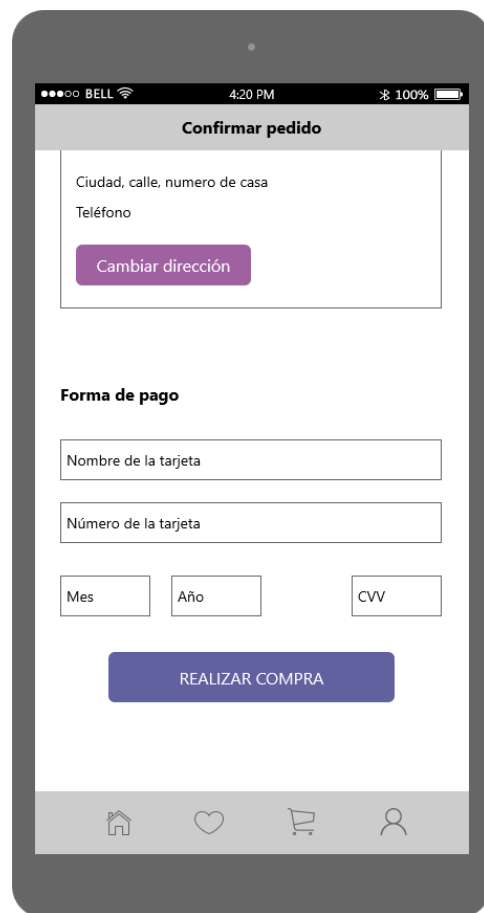 BELL 4:20 PM 100%
Confirmar pedido
Ciudad, calle, numero de casa
Teléfono
Cambiar dirección
Forma de pago
Nombre de la tarjeta
Número de la tarjeta
Mes Año CVV
REALIZAR COMPRA